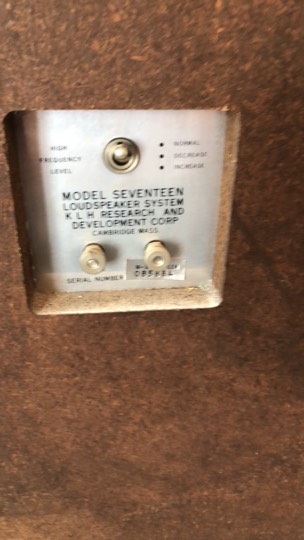 HIGH
FREQUENCY
LEVEL
NORMAL
DECREASE
INCREASE
MODEL SEVENTEEN
LOUDSPEAKER SYSTEM
K L H RESEARCH AND
DEVELOPMENT CORP
CAMBRIDGE MASS
SERIAL NUMBER